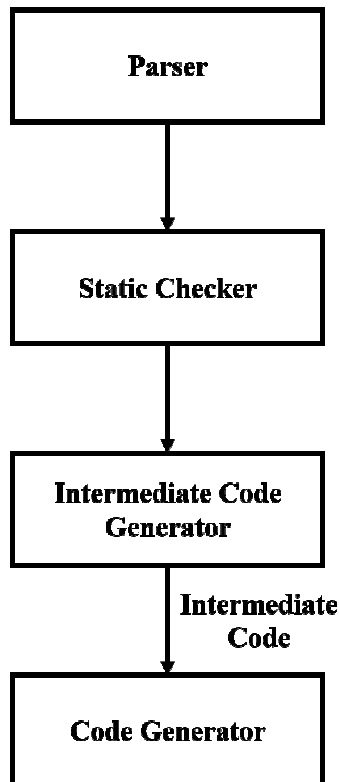 Parser
Static Checker
Intermediate Code
Generator
Intermediate
Code
Code Generator